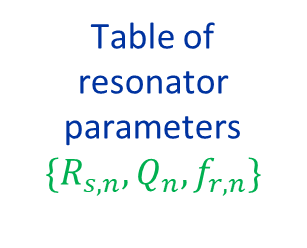 Table of
resonator
parameters
{R_{s,n}, Q_n, f_{r,n}}